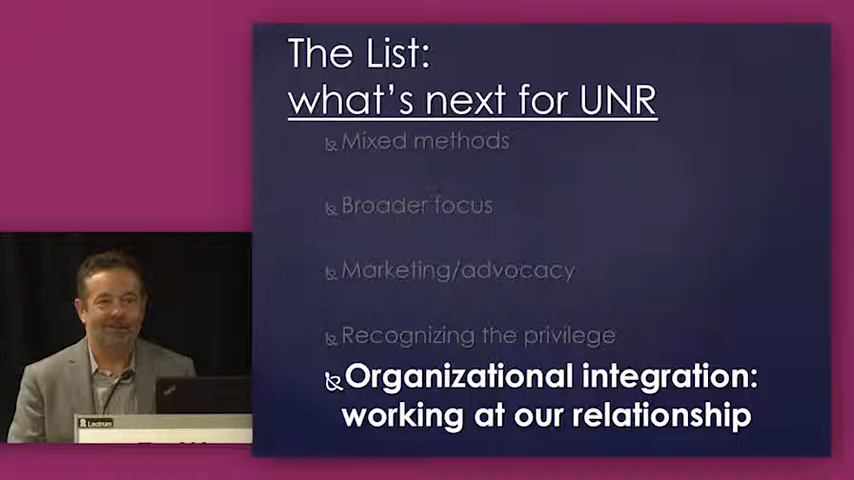 The List:
what's next for UNR
Mixed methods
Broader focus
Marketing/advocacy
Recognizing the privilege
Organizational integration:
working at our relationship
Lectrum